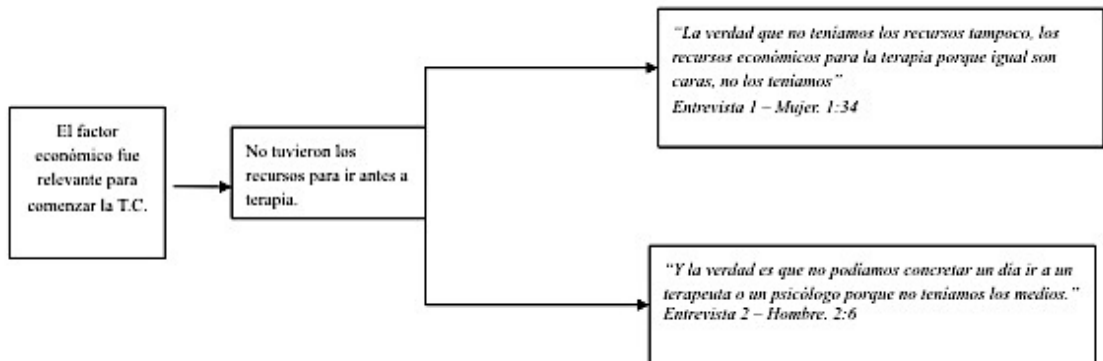 El factor
económico fue
relevante para
comenzar la T.C.
No tuvieron los
recursos para ir antes a
terapia.
“La verdad que no teníamos los recursos tampoco, los
recursos económicos para la terapia porque igual son
caras, no los teníamos”
Entrevista 1 – Mujer. 1:34
“Y la verdad es que no podíamos concretar un día ir a un
terapeuta o un psicólogo porque no teníamos los medios.”
Entrevista 2 – Hombre. 2:6